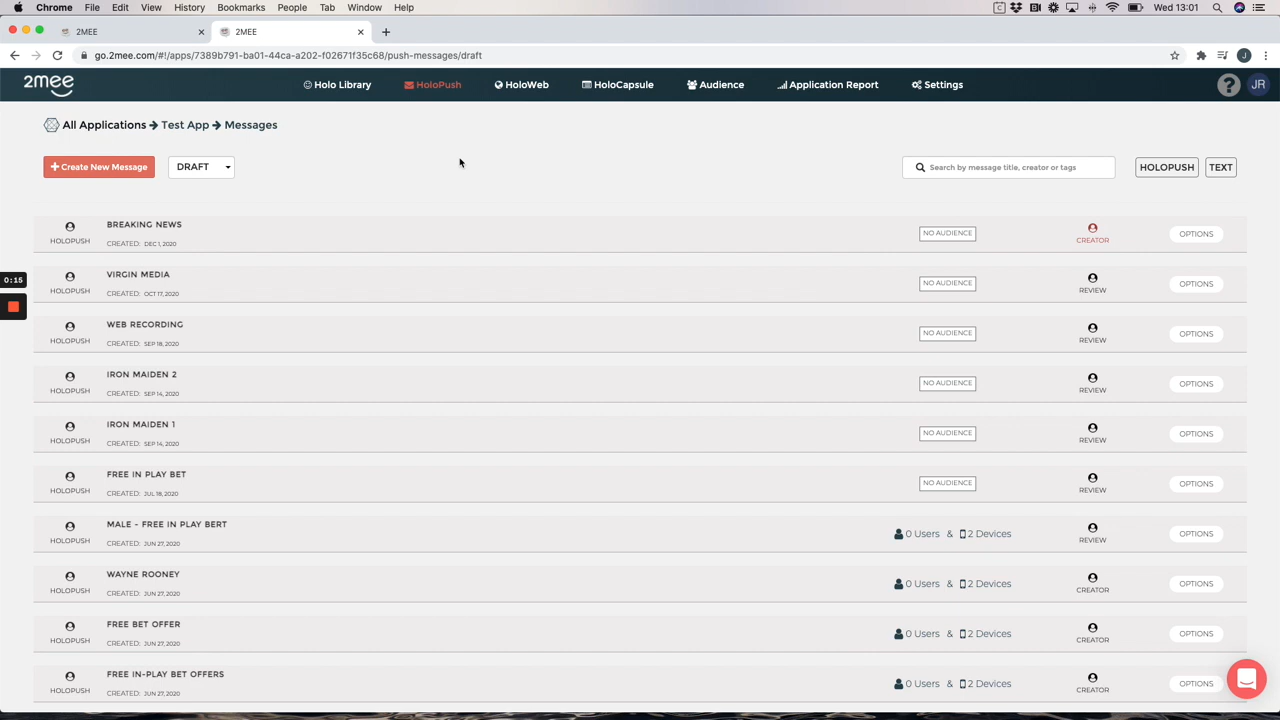 Chrome File Edit View History Bookmarks People Tab Window Help Wed 13:01
2MEE 2MEE
go.2mee.com/#!/apps/7389b791-ba01-44ca-a202-f02671f35c68/push-messages/draft J
2mee Holo Library HoloPush HoloWeb HoloCapsule Audience Application Report Settings ? JR
All Applications → Test App → Messages
+ Create New Message DRAFT Search by message title, creator or tags HOLOPUSH TEXT
BREAKING NEWS
HOLOPUSH CREATED: DEC 1, 2020 NO AUDIENCE CREATOR OPTIONS
0:15
VIRGIN MEDIA
HOLOPUSH CREATED: OCT 17, 2020 NO AUDIENCE REVIEW OPTIONS
WEB RECORDING
HOLOPUSH CREATED: SEP 18, 2020 NO AUDIENCE REVIEW OPTIONS
IRON MAIDEN 2
HOLOPUSH CREATED: SEP 14, 2020 NO AUDIENCE REVIEW OPTIONS
IRON MAIDEN 1
HOLOPUSH CREATED: SEP 14, 2020 NO AUDIENCE REVIEW OPTIONS
FREE IN PLAY BET
HOLOPUSH CREATED: JUL 18, 2020 NO AUDIENCE REVIEW OPTIONS
MALE - FREE IN PLAY BERT
HOLOPUSH CREATED: JUN 27, 2020 0 Users & 2 Devices REVIEW OPTIONS
WAYNE ROONEY
HOLOPUSH CREATED: JUN 27, 2020 0 Users & 2 Devices CREATOR OPTIONS
FREE BET OFFER
HOLOPUSH CREATED: JUN 27, 2020 0 Users & 2 Devices CREATOR OPTIONS
FREE IN-PLAY BET OFFERS
HOLOPUSH CREATED: JUN 27, 2020 0 Users & 2 Devices CREATOR OPTIONS